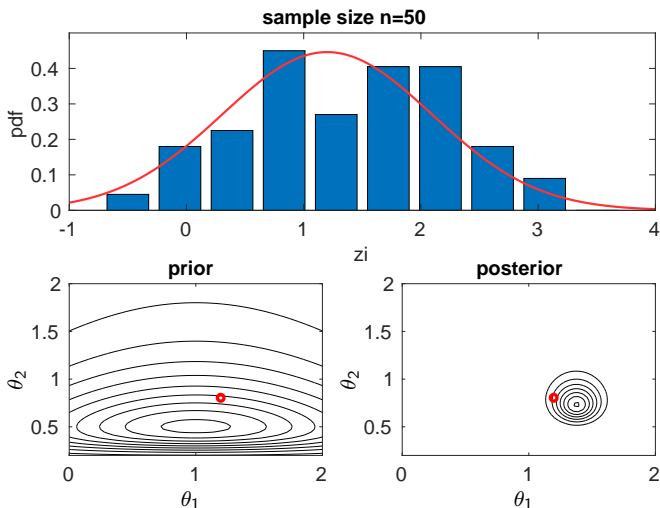 sample size n=50
pdf
0.4
0.3
0.2
0.1
0
-1 0 1 2 3 4
zi
prior
θ2
2
1.5
1
0.5
0 1 2
θ1
posterior
θ2
2
1.5
1
0.5
0 1 2
θ1